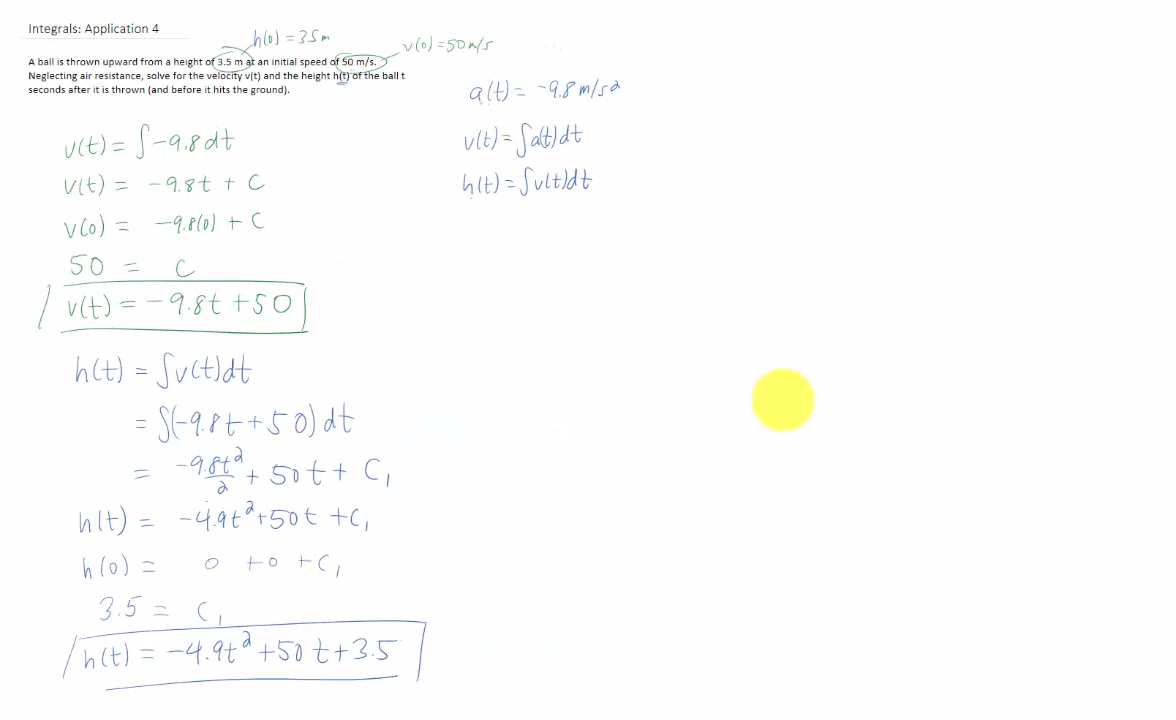 Integrals: Application 4
h(0) = 3.5m
v(0) = 50m/s
A ball is thrown upward from a height of 3.5 m at an initial speed of 50 m/s.
Neglecting air resistance, solve for the velocity v(t) and the height h(t) of the ball t
seconds after it is thrown (and before it hits the ground).
a(t) = -9.8 m/s²
v(t) = ∫a(t)dt
h(t) = ∫v(t)dt
v(t) = ∫-9.8dt
v(t) = -9.8t + C
v(0) = -9.8(0) + C
50 = C
v(t) = -9.8t +50
h(t) = ∫v(t)dt
= ∫(-9.8t+50)dt
= -9.8t²/2 + 50t + C₁
h(t) = -4.9t²+50t +C₁
h(0) = 0 +0 +C₁
3.5 = C₁
h(t) = -4.9t²+50t+3.5